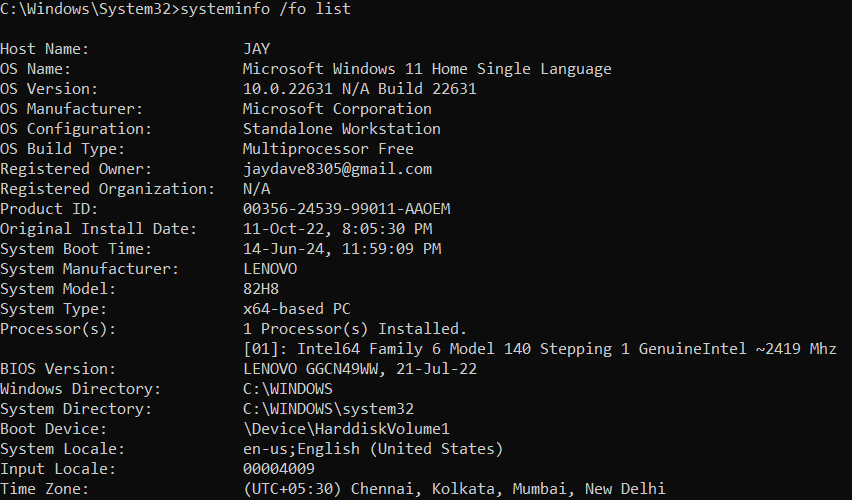 C:\Windows\System32>systeminfo /fo list
Host Name: JAY
OS Name: Microsoft Windows 11 Home Single Language
OS Version: 10.0.22631 N/A Build 22631
OS Manufacturer: Microsoft Corporation
OS Configuration: Standalone Workstation
OS Build Type: Multiprocessor Free
Registered Owner: jaydave8305@gmail.com
Registered Organization: N/A
Product ID: 00356-24539-99011-AAOEM
Original Install Date: 11-Oct-22, 8:05:30 PM
System Boot Time: 14-Jun-24, 11:59:09 PM
System Manufacturer: LENOVO
System Model: 82H8
System Type: x64-based PC
Processor(s): 1 Processor(s) Installed.
[01]: Intel64 Family 6 Model 140 Stepping 1 GenuineIntel ~2419 Mhz
BIOS Version: LENOVO GGCN49WW, 21-Jul-22
Windows Directory: C:\WINDOWS
System Directory: C:\WINDOWS\system32
Boot Device: \Device\HarddiskVolume1
System Locale: en-us;English (United States)
Input Locale: 00004009
Time Zone: (UTC+05:30) Chennai, Kolkata, Mumbai, New Delhi